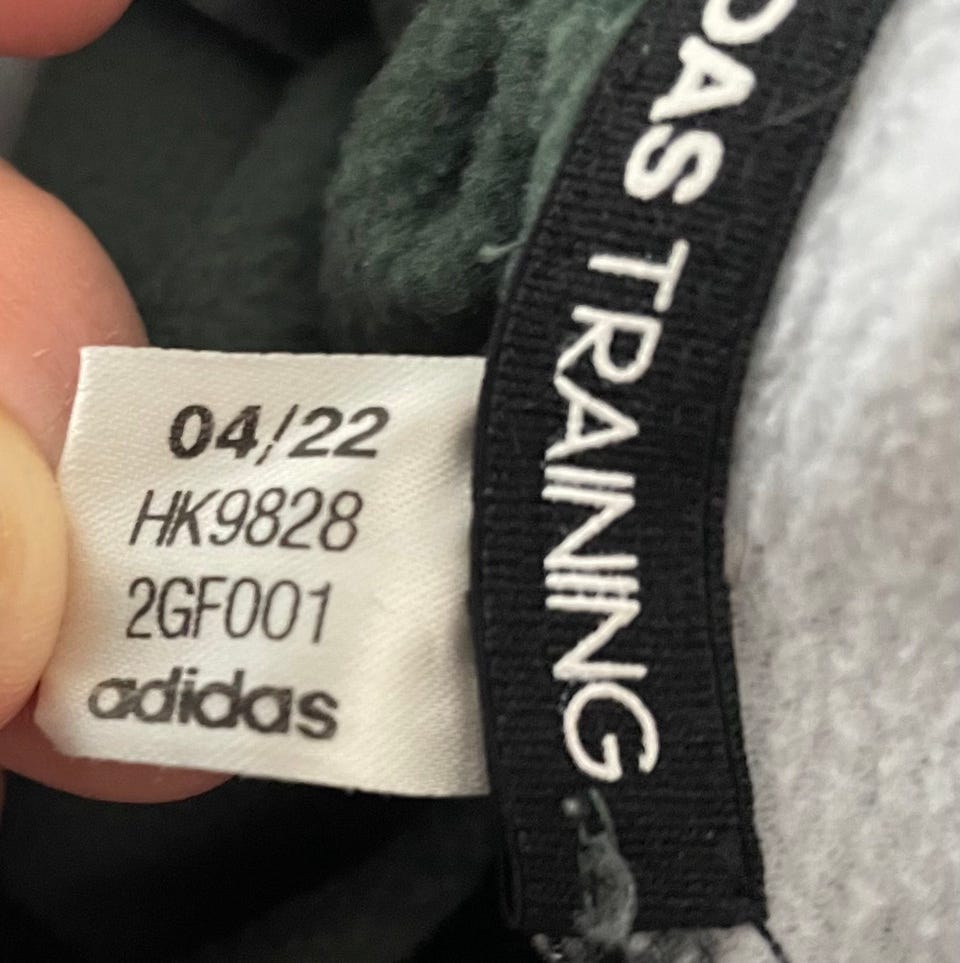 04/22
HK9828
2GF001
adidas
DAS TRAINING